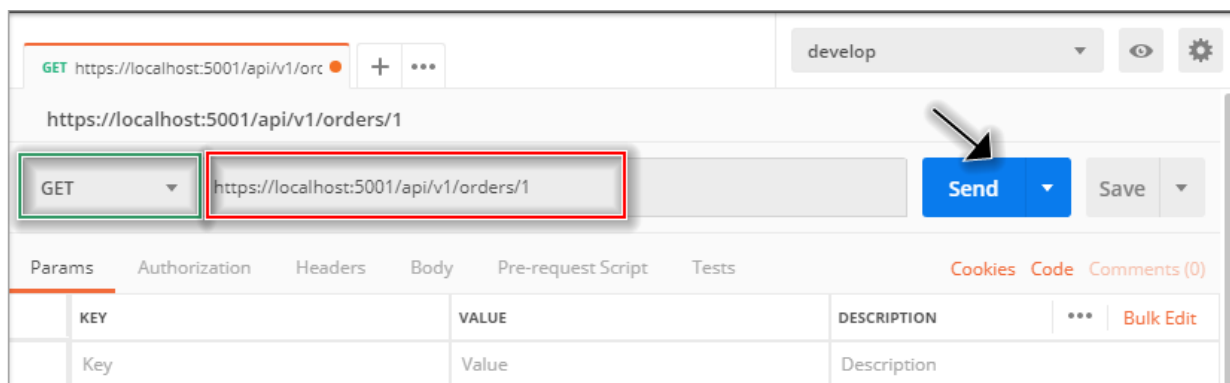 GET https://localhost:5001/api/v1/orc
develop
https://localhost:5001/api/v1/orders/1
GET https://localhost:5001/api/v1/orders/1 Send Save
Params Authorization Headers Body Pre-request Script Tests Cookies Code Comments (0)
KEY VALUE DESCRIPTION Bulk Edit
Key Value Description